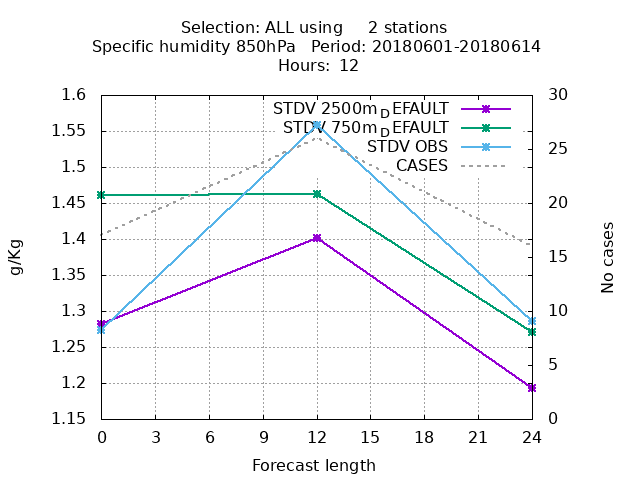 Selection: ALL using     2 stations
Specific humidity 850hPa   Period: 20180601-20180614
Hours: 12
STDV 2500m_DEFAULT
STDV 750m_DEFAULT
STDV OBS
CASES
g/Kg
1.6
1.55
1.5
1.45
1.4
1.35
1.3
1.25
1.2
1.15
30
25
20
15
10
5
0
No cases
0 3 6 9 12 15 18 21 24
Forecast length